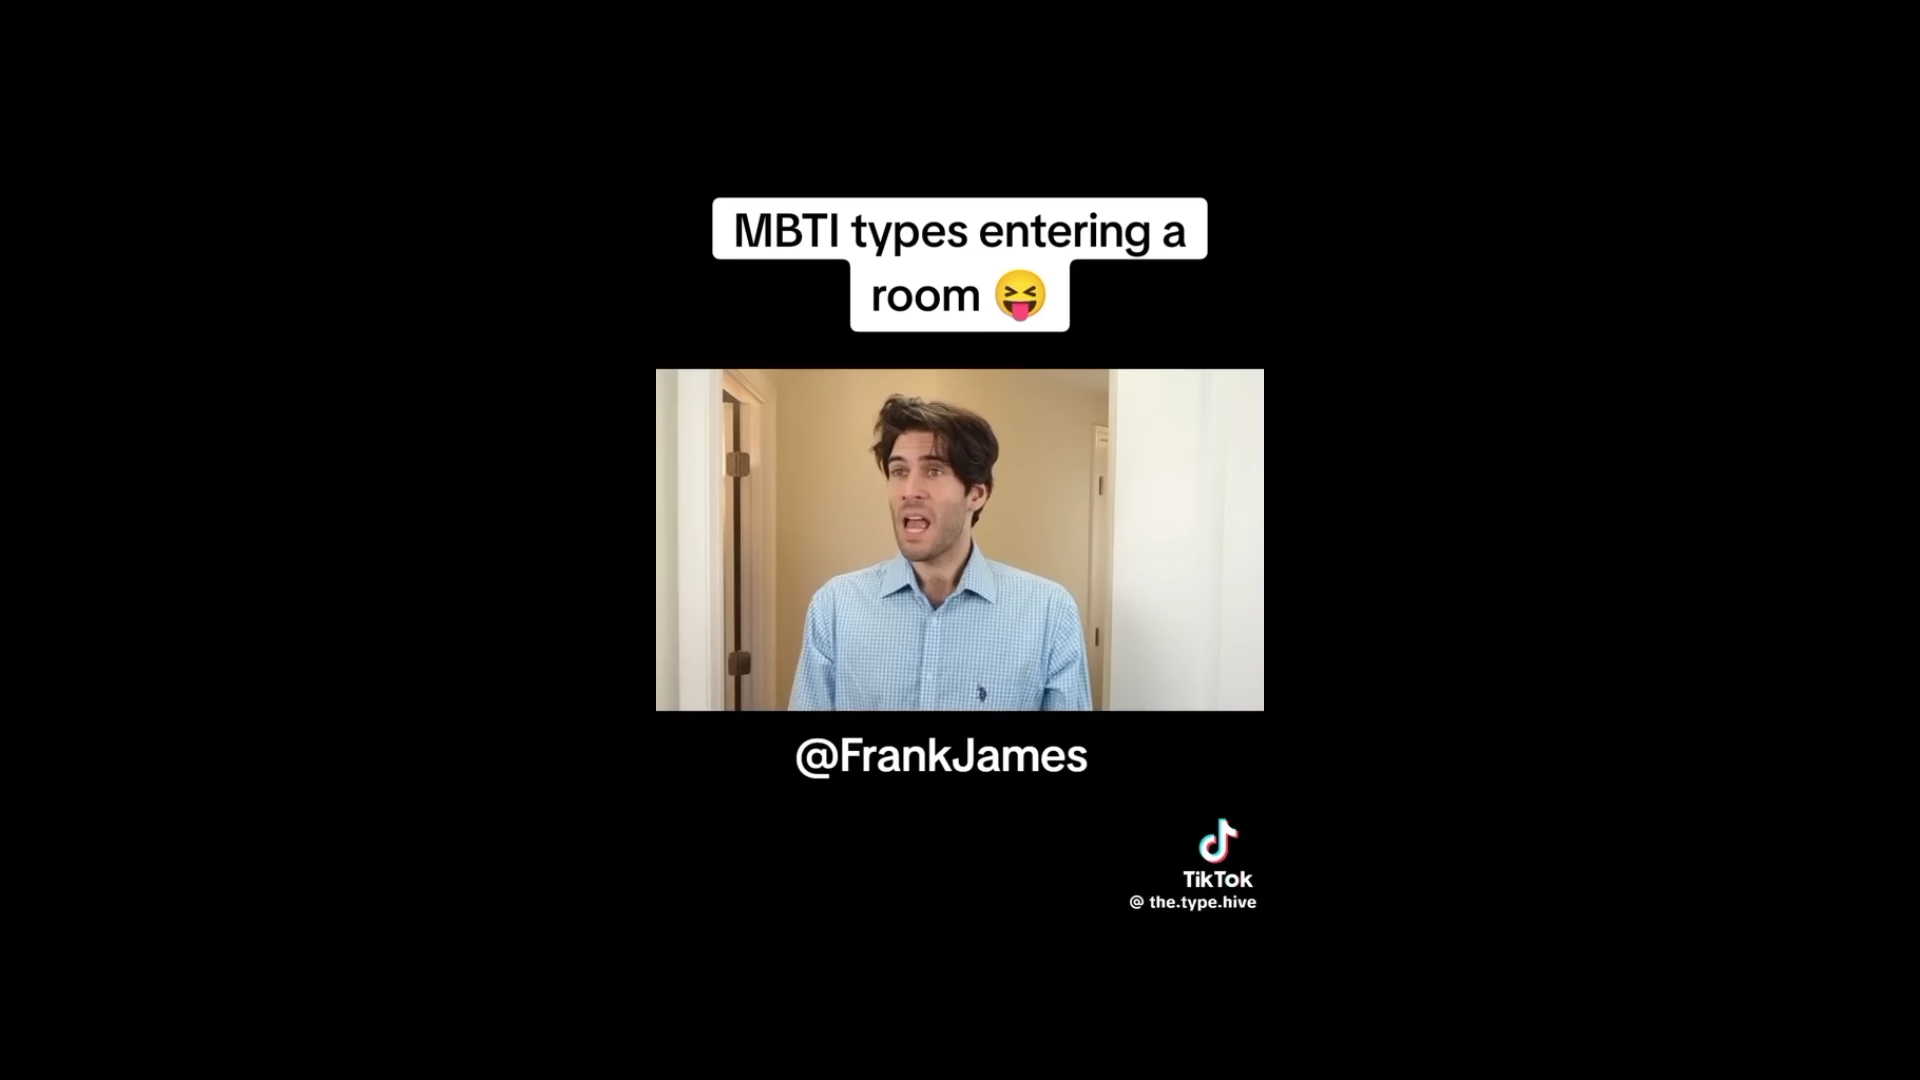 MBTI types entering a
room 😝
@FrankJames
TikTok
@ the.type.hive